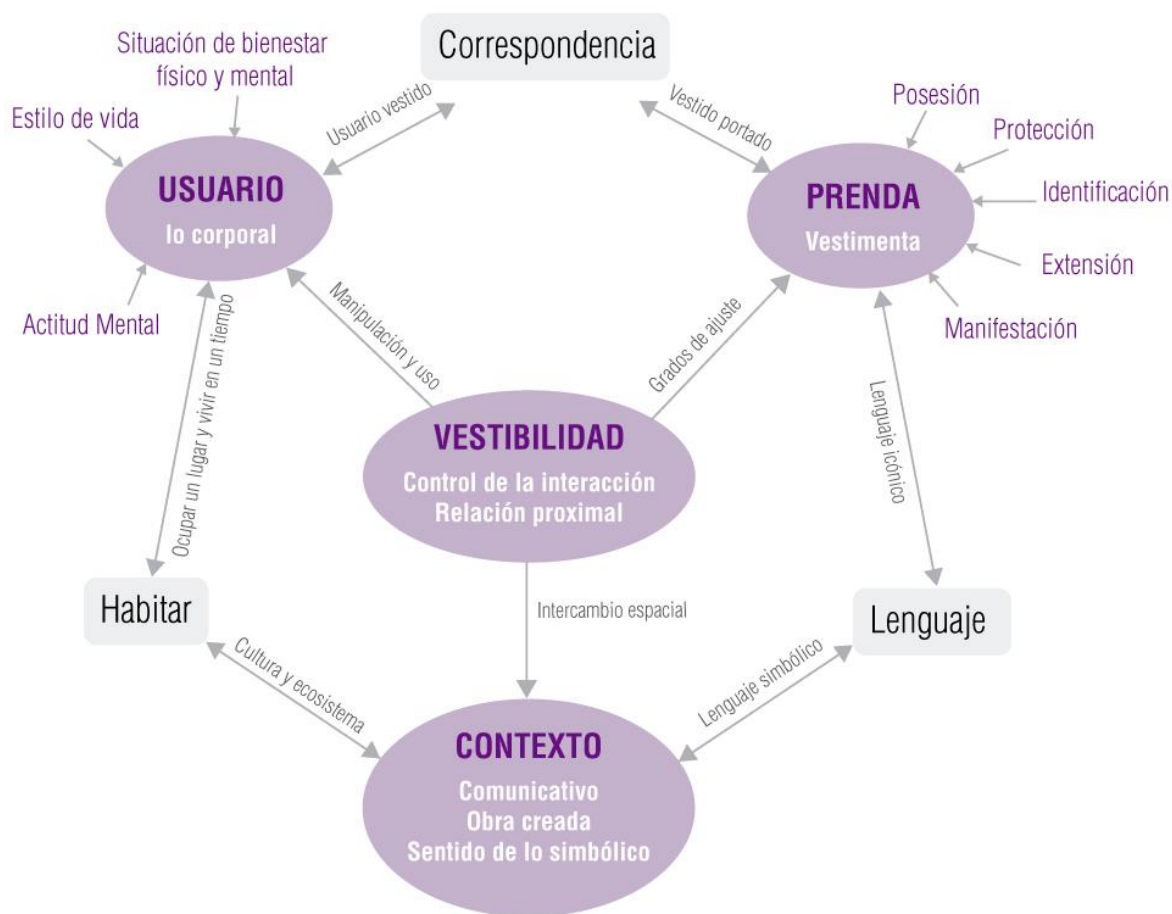 Situación de bienestar
físico y mental
Correspondencia
Estilo de vida
Usuario vestido
Vestido portado
Posesión
Protección
Identificación
Extensión
Manifestación
USUARIO
lo corporal
PRENDA
Vestimenta
Actitud Mental
Ocupar un lugar y vivir en un tiempo
Manipulación y uso
Grados de ajuste
Lenguaje icónico
VESTIBILIDAD
Control de la interacción
Relación proximal
Habitar
Intercambio espacial
Lenguaje
Cultura y ecosistema
Lenguaje simbólico
CONTEXTO
Comunicativo
Obra creada
Sentido de lo simbólico